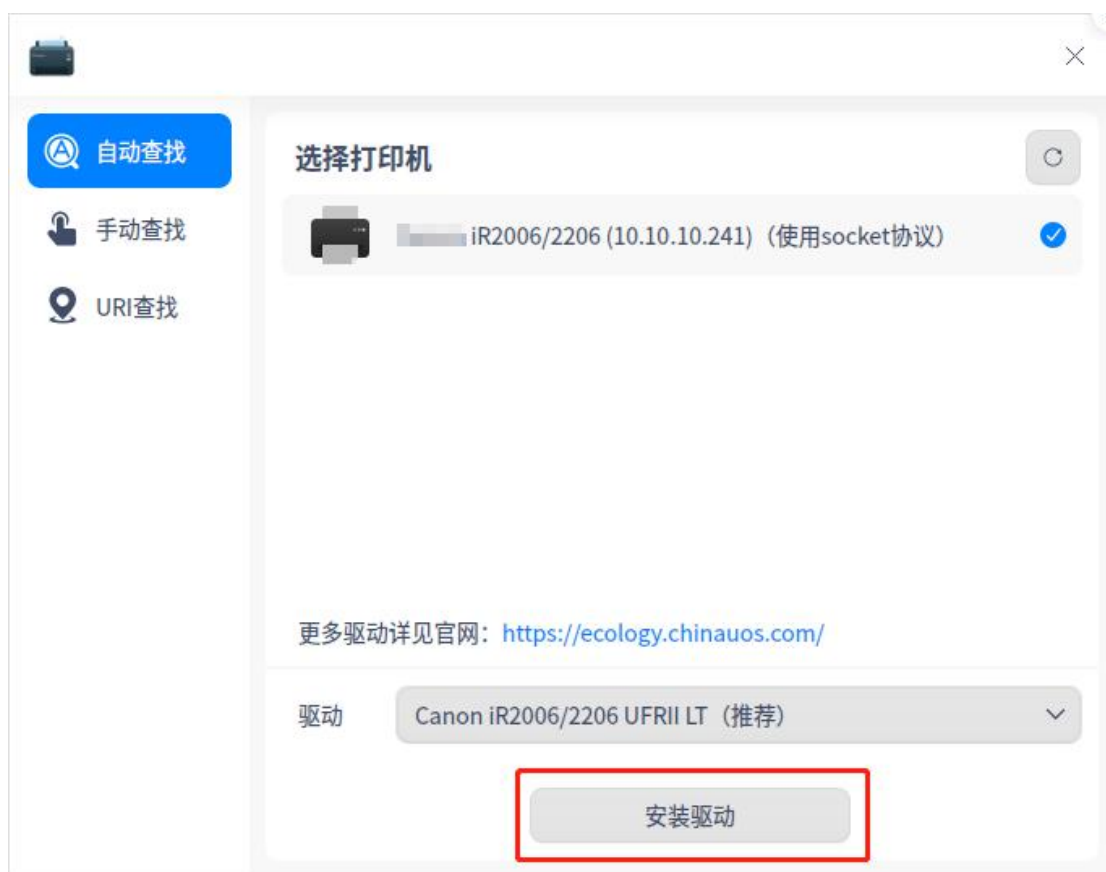 自动查找
手动查找
URI查找
选择打印机
iR2006/2206 (10.10.10.241)（使用socket协议）
更多驱动详见官网：https://ecology.chinauos.com/
驱动 Canon iR2006/2206 UFRII LT（推荐）
安装驱动